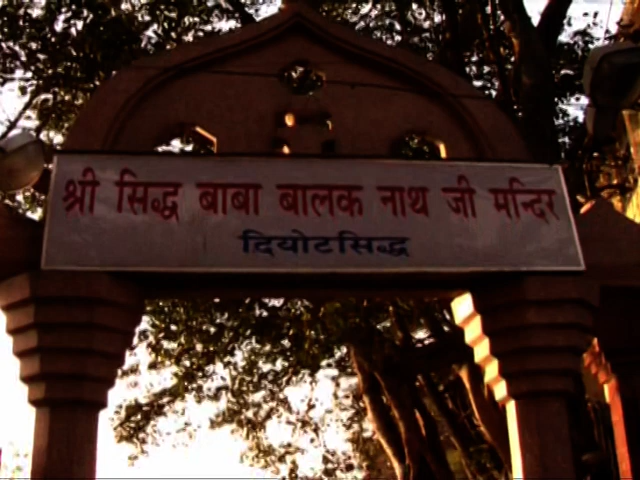 श्री सिद्ध बाबा बालक नाथ जी मन्दिर
दियोटसिद्ध